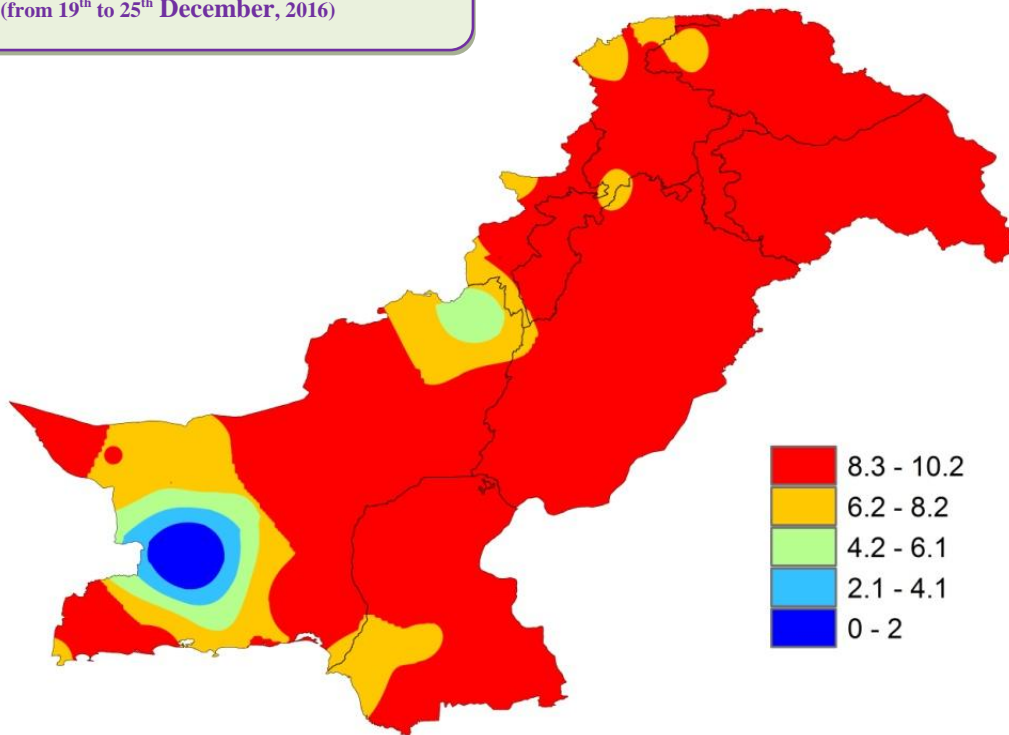 (from 19th to 25th December, 2016)
8.3 - 10.2
6.2 - 8.2
4.2 - 6.1
2.1 - 4.1
0 - 2